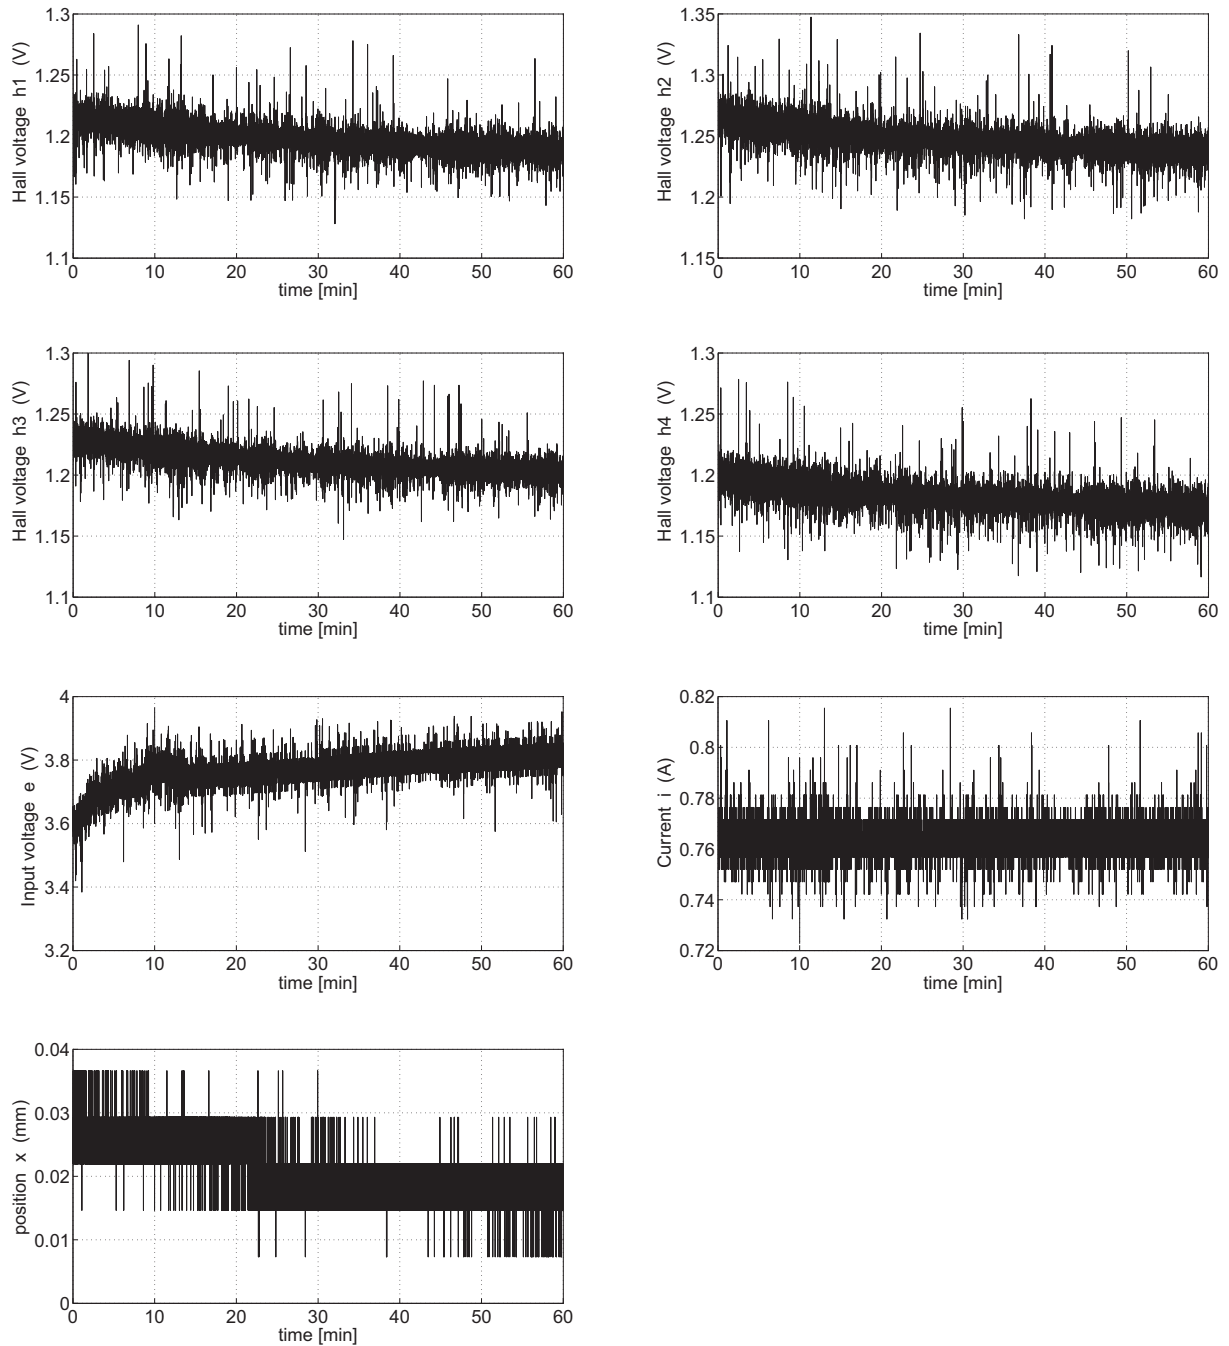 Hall voltage h1 (V)
1.3
1.25
1.2
1.15
1.1
0 10 20 30 40 50 60
time [min]
Hall voltage h2 (V)
1.35
1.3
1.25
1.2
1.15
0 10 20 30 40 50 60
time [min]
Hall voltage h3 (V)
1.3
1.25
1.2
1.15
1.1
0 10 20 30 40 50 60
time [min]
Hall voltage h4 (V)
1.3
1.25
1.2
1.15
1.1
0 10 20 30 40 50 60
time [min]
Input voltage e (V)
4
3.8
3.6
3.4
3.2
0 10 20 30 40 50 60
time [min]
Current i (A)
0.82
0.8
0.78
0.76
0.74
0.72
0 10 20 30 40 50 60
time [min]
position x (mm)
0.04
0.03
0.02
0.01
0
0 10 20 30 40 50 60
time [min]